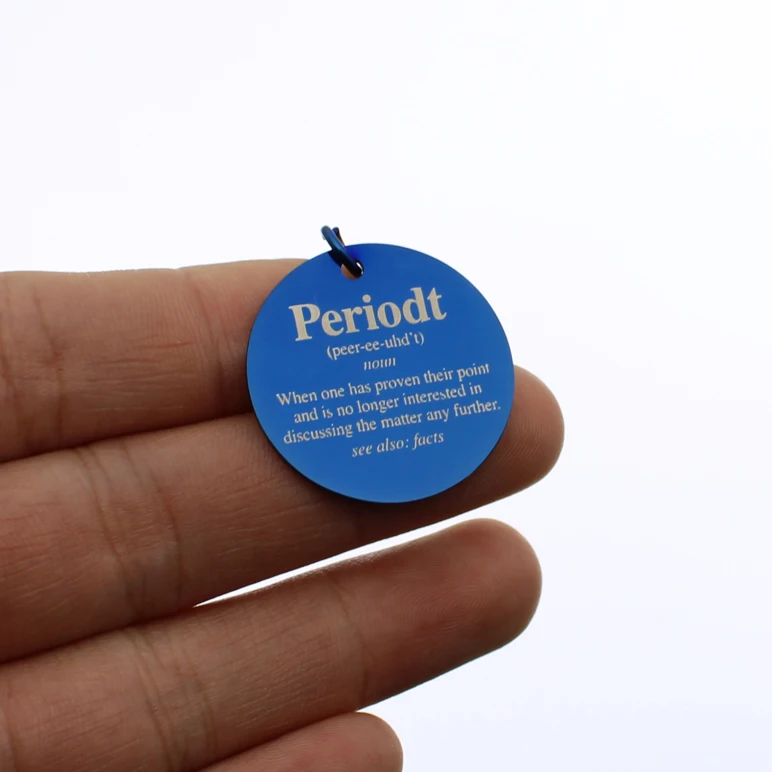 Periodt
(peer-ee-uhd't)
noun
When one has proven their point
and is no longer interested in
discussing the matter any further.
see also: facts